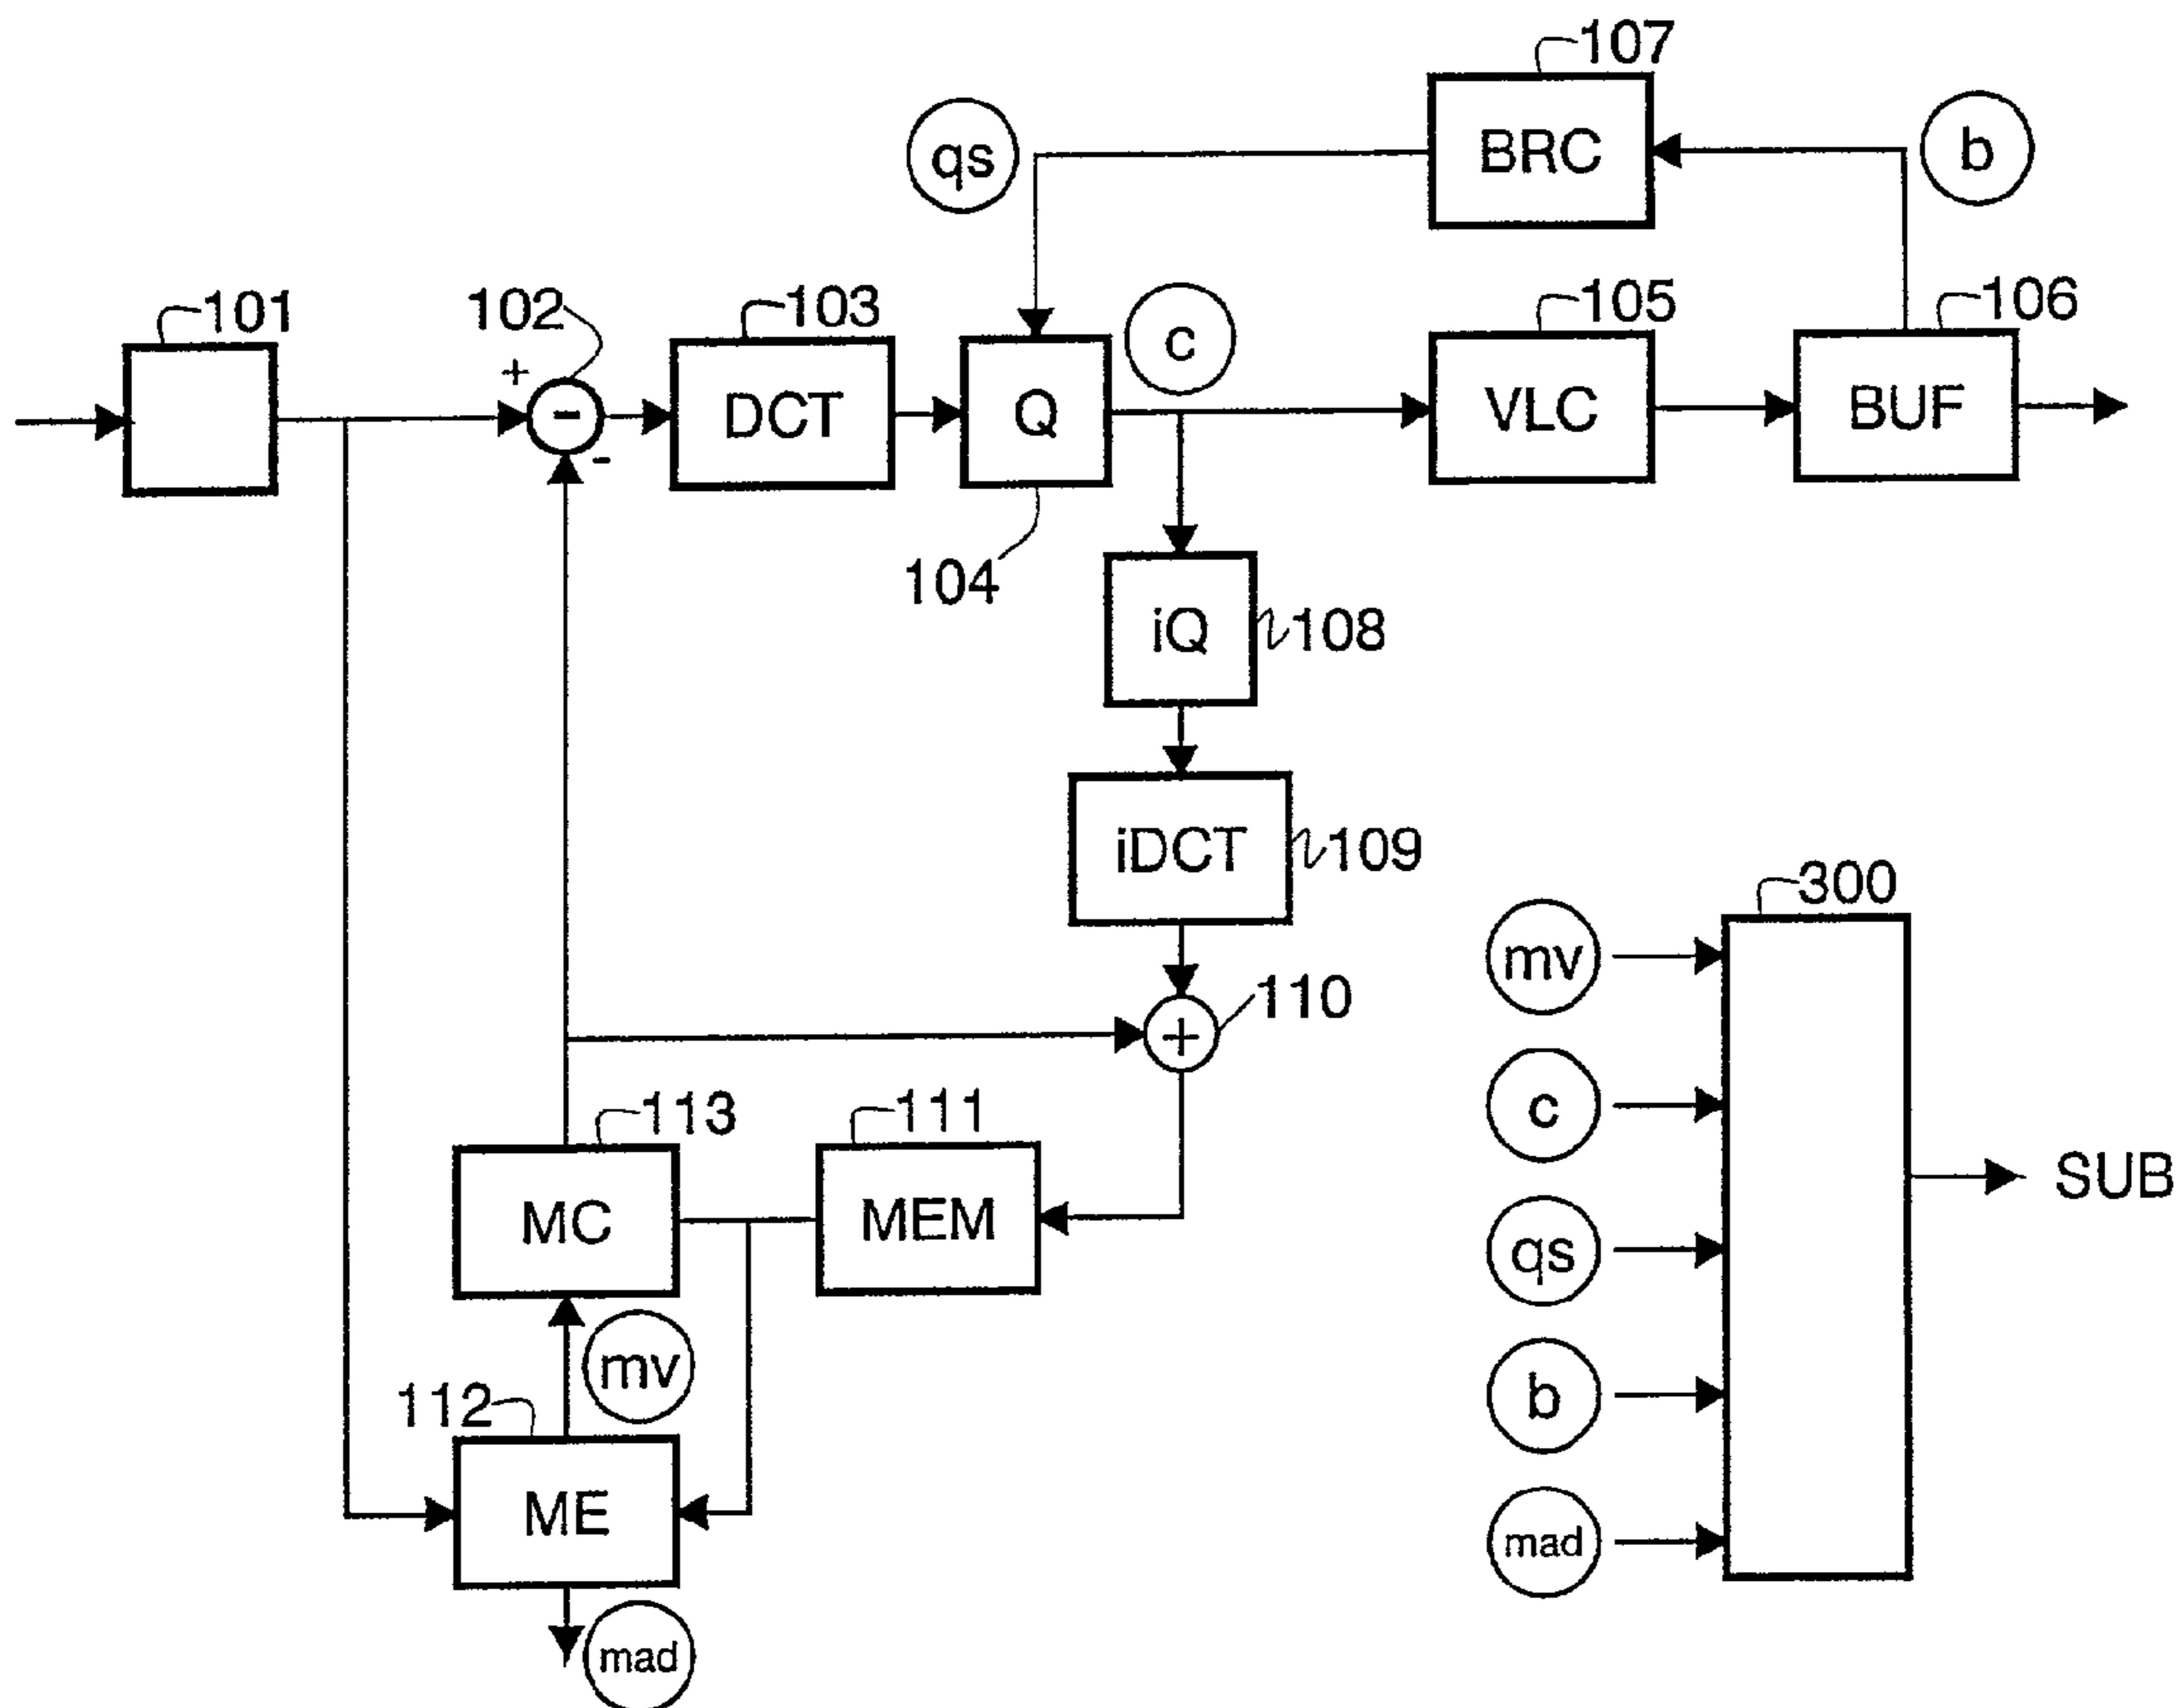 107
qs
BRC
b
101
102
103
c
105
106
+
-
DCT
Q
VLC
BUF
-
104
iQ
108
iDCT
109
300
mv
110
+
c
113
111
SUB
MC
MEM
qs
mv
112
b
ME
mad
mad